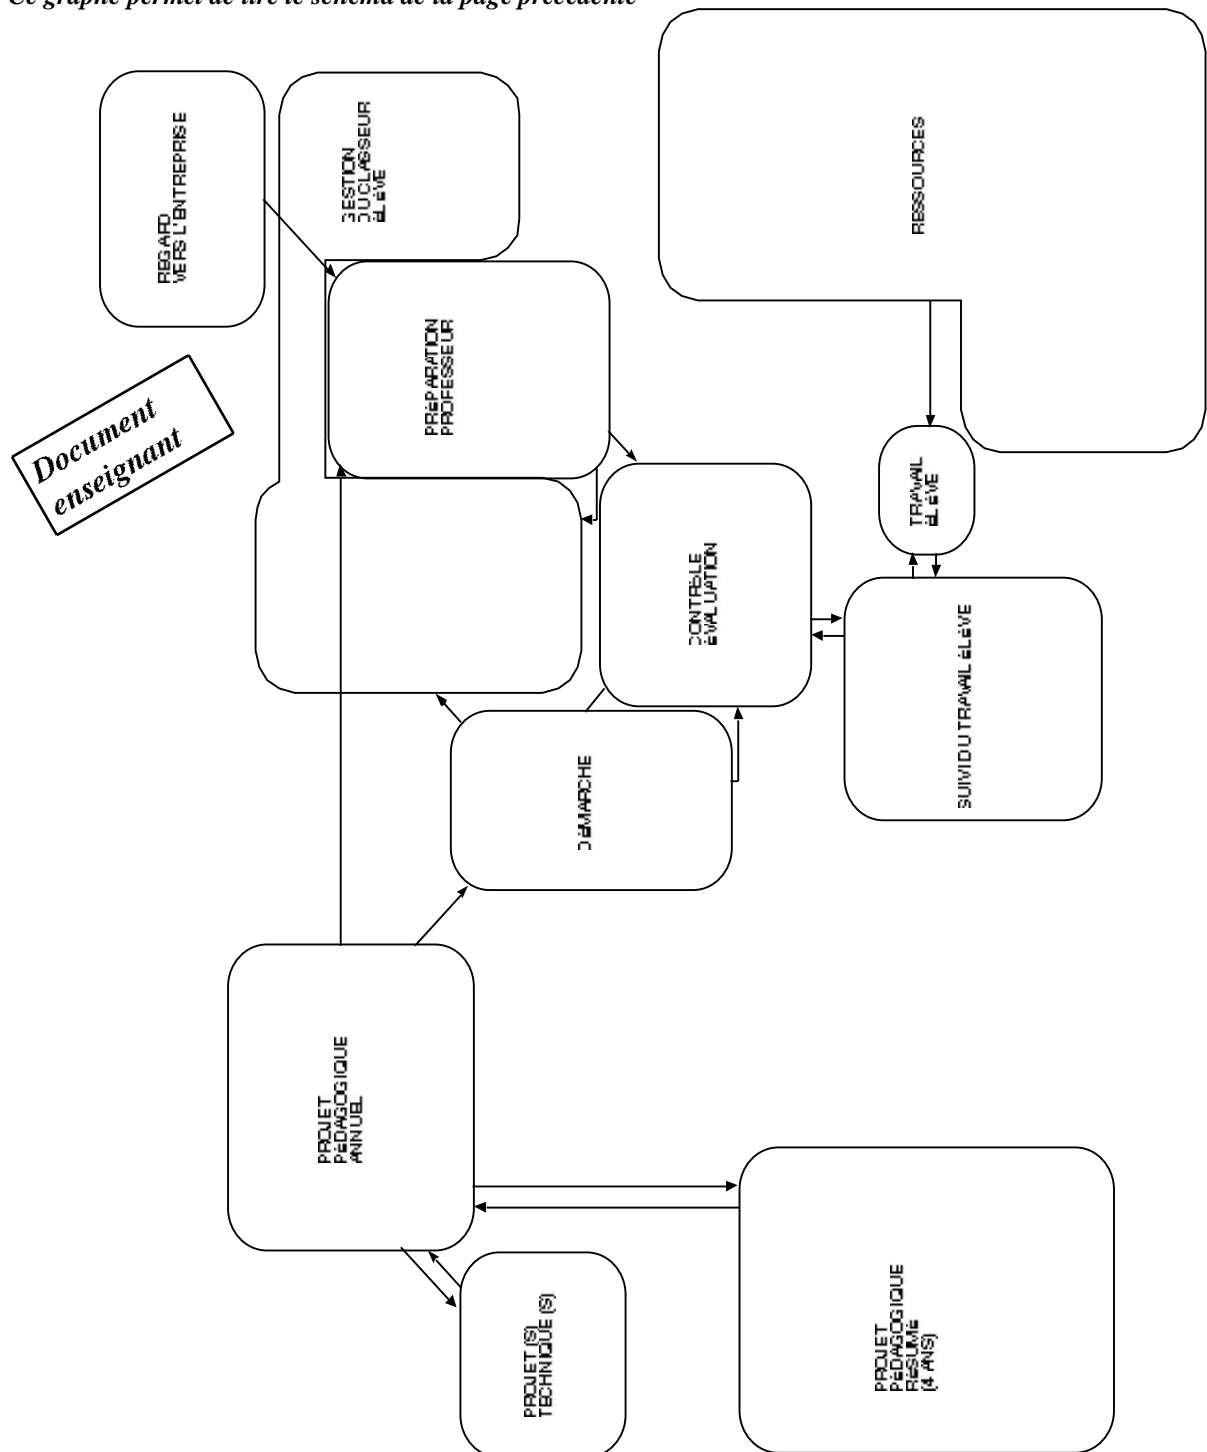 Ce graphe permet de lire le schéma de la page précédente
REGARD
VERS L'ENTREPRISE
GESTION
DU CLASSEUR
ÉLÈVE
RESSOURCES
PRÉPARATION
PROFESSEUR
Document
enseignant
TRAVAIL
ÉLÈVE
CONTRÔLE
ÉVALUATION
SUIVI DU TRAVAIL ÉLÈVE
DÉMARCHE
PROJET
PÉDAGOGIQUE
ANNUEL
PROJET (S)
TECHNIQUE (S)
PROJET
PÉDAGOGIQUE
RÉSUMÉ
(4 ANS)